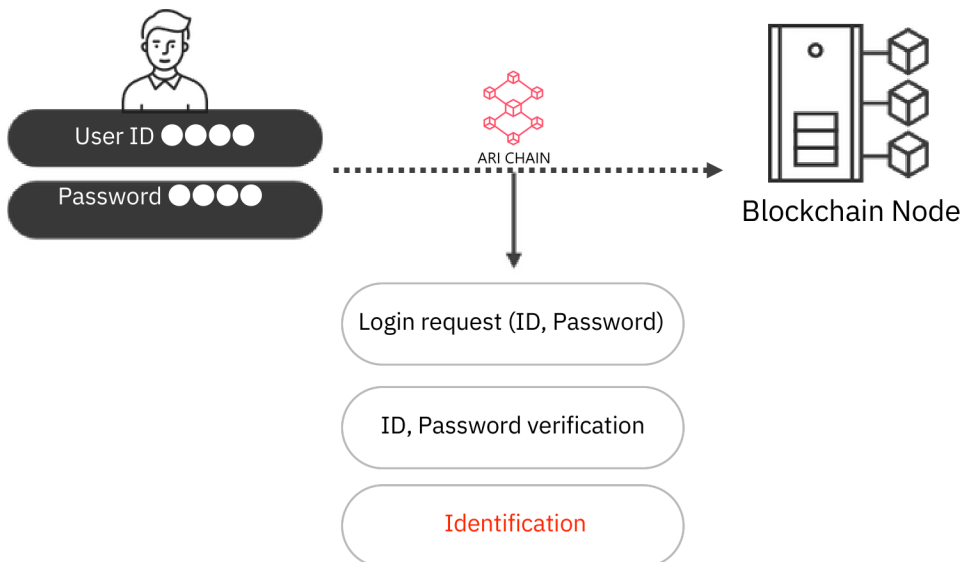 User ID
Password
ARI CHAIN
Blockchain Node
Login request (ID, Password)
ID, Password verification
Identification